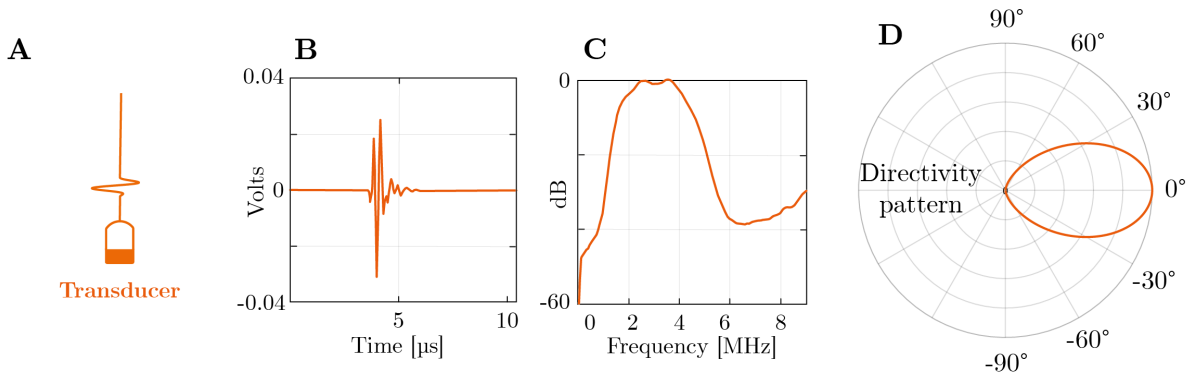 A
Transducer
B
0.04
0
-0.04
Volts
5
10
Time [µs]
C
0
-60
dB
0
2
4
6
8
Frequency [MHz]
D
90°
60°
30°
0°
-30°
-60°
-90°
Directivity
pattern